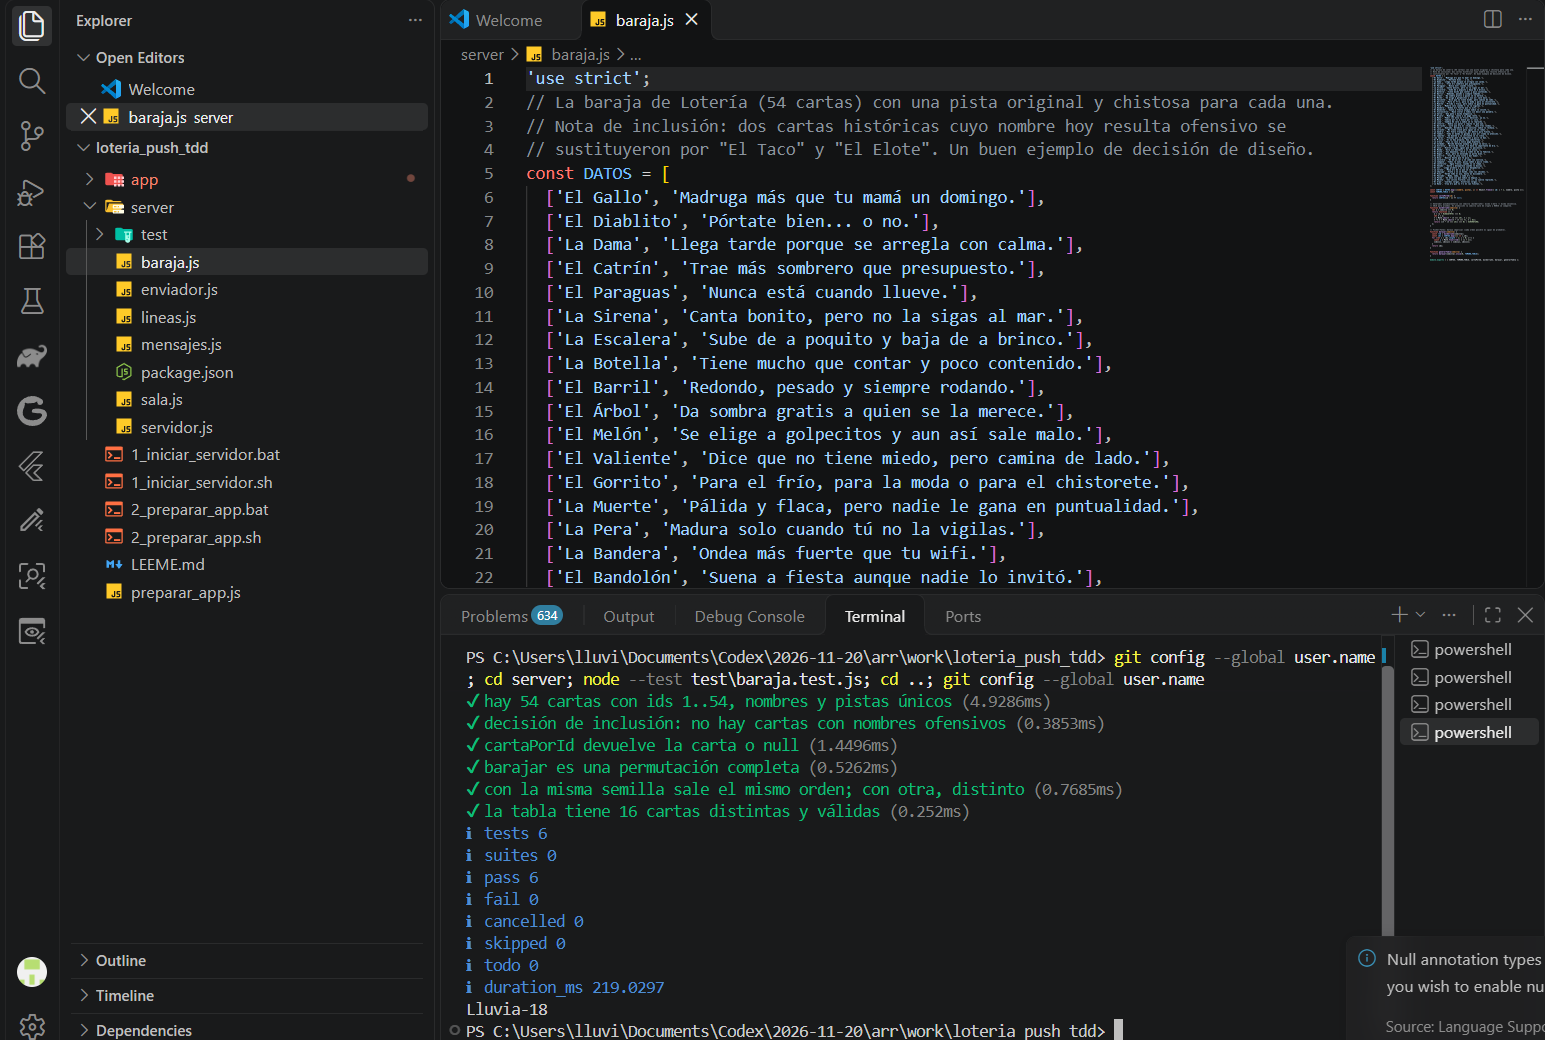 Explorer
Open Editors
Welcome
baraja.js server
loteria_push_tdd
app
server
test
baraja.js
enviador.js
lineas.js
mensajes.js
package.json
sala.js
servidor.js
1_iniciar_servidor.bat
1_iniciar_servidor.sh
2_preparar_app.bat
2_preparar_app.sh
LEEME.md
preparar_app.js
Outline
Timeline
Dependencies
Welcome
baraja.js
server > baraja.js > ...
1 'use strict';
2 // La baraja de Lotería (54 cartas) con una pista original y chistosa para cada una.
3 // Nota de inclusión: dos cartas históricas cuyo nombre hoy resulta ofensivo se
4 // sustituyeron por "El Taco" y "El Elote". Un buen ejemplo de decisión de diseño.
5 const DATOS = [
6 ['El Gallo', 'Madruga más que tu mamá un domingo.'],
7 ['El Diablito', 'Pórtate bien... o no.'],
8 ['La Dama', 'Llega tarde porque se arregla con calma.'],
9 ['El Catrín', 'Trae más sombrero que presupuesto.'],
10 ['El Paraguas', 'Nunca está cuando llueve.'],
11 ['La Sirena', 'Canta bonito, pero no la sigas al mar.'],
12 ['La Escalera', 'Sube de a poquito y baja de a brinco.'],
13 ['La Botella', 'Tiene mucho que contar y poco contenido.'],
14 ['El Barril', 'Redondo, pesado y siempre rodando.'],
15 ['El Árbol', 'Da sombra gratis a quien se la merece.'],
16 ['El Melón', 'Se elige a golpecitos y aun así sale malo.'],
17 ['El Valiente', 'Dice que no tiene miedo, pero camina de lado.'],
18 ['El Gorrito', 'Para el frío, para la moda o para el chistorete.'],
19 ['La Muerte', 'Pálida y flaca, pero nadie le gana en puntualidad.'],
20 ['La Pera', 'Madura solo cuando tú no la vigilas.'],
21 ['La Bandera', 'Ondea más fuerte que tu wifi.'],
22 ['El Bandolón', 'Suena a fiesta aunque nadie lo invitó.'],
Problems 634 Output Debug Console Terminal Ports
PS C:\Users\lluvi\Documents\Codex\2026-11-20\arr\work\loteria_push_tdd> git config --global user.name
; cd server; node --test test\baraja.test.js; cd ..; git config --global user.name
✓ hay 54 cartas con ids 1..54, nombres y pistas únicos (4.9286ms)
✓ decisión de inclusión: no hay cartas con nombres ofensivos (0.3853ms)
✓ cartaPorId devuelve la carta o null (1.4496ms)
✓ barajar es una permutación completa (0.5262ms)
✓ con la misma semilla sale el mismo orden; con otra, distinto (0.7685ms)
✓ la tabla tiene 16 cartas distintas y válidas (0.252ms)
ℹ tests 6
ℹ suites 0
ℹ pass 6
ℹ fail 0
ℹ cancelled 0
ℹ skipped 0
ℹ todo 0
ℹ duration_ms 219.0297
Lluvia-18
PS C:\Users\lluvi\Documents\Codex\2026-11-20\arr\work\loteria_push_tdd>
powershell
powershell
powershell
powershell
Null annotation types
you wish to enable nu
Source: Language Suppo